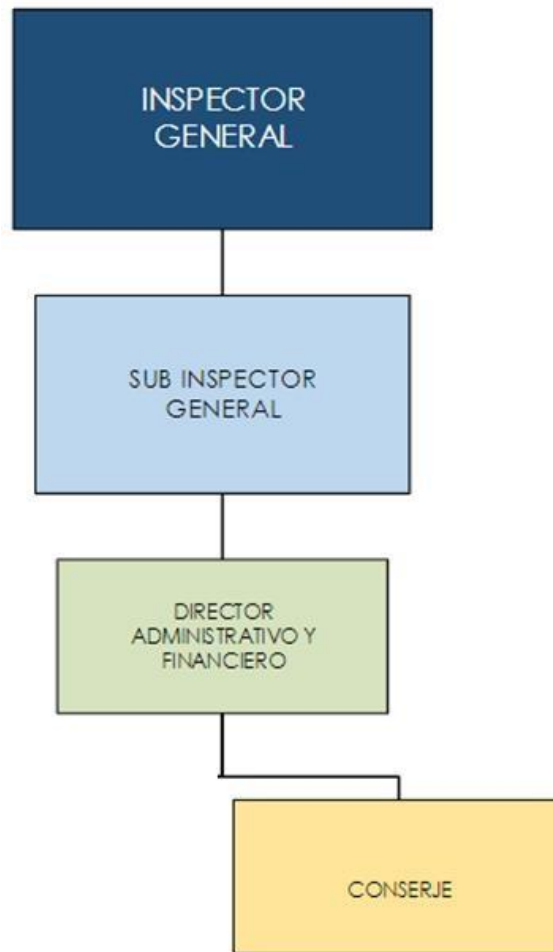 INSPECTOR
GENERAL
SUB INSPECTOR
GENERAL
DIRECTOR
ADMINISTRATIVO Y
FINANCIERO
CONSERJE